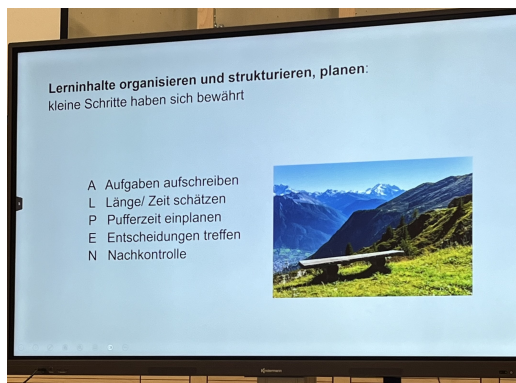 Lerninhalte organisieren und strukturieren, planen:
kleine Schritte haben sich bewährt
A Aufgaben aufschreiben
L Länge/ Zeit schätzen
P Pufferzeit einplanen
E Entscheidungen treffen
N Nachkontrolle